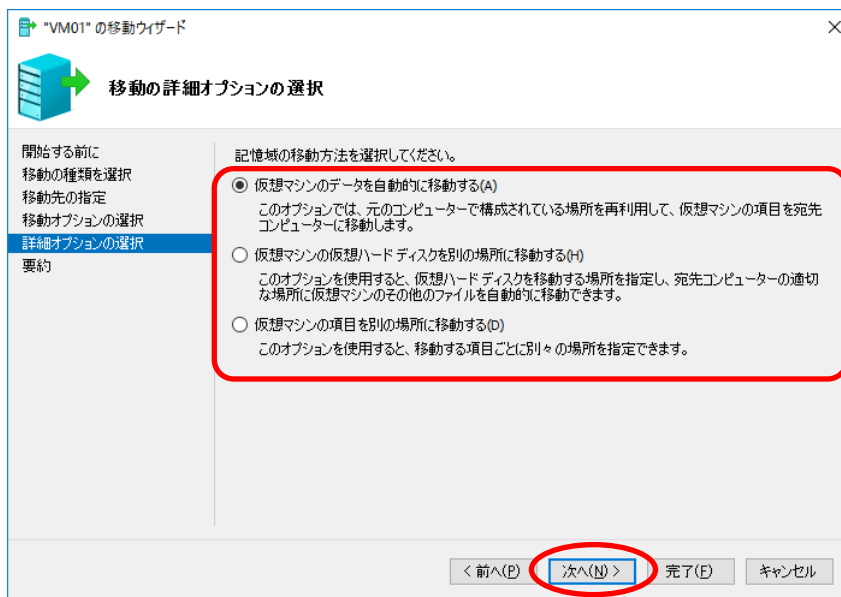 "VM01" の移動ウィザード
移動の詳細オプションの選択
開始する前に
移動の種類を選択
移動先の指定
移動オプションの選択
詳細オプションの選択
要約
記憶域の移動方法を選択してください。
仮想マシンのデータを自動的に移動する(A)
このオプションでは、元のコンピューターで構成されている場所を再利用して、仮想マシンの項目を宛先
コンピューターに移動します。
仮想マシンの仮想ハード ディスクを別の場所に移動する(H)
このオプションを使用すると、仮想ハード ディスクを移動する場所を指定し、宛先コンピューターの適切
な場所に仮想マシンのその他のファイルを自動的に移動できます。
仮想マシンの項目を別の場所に移動する(D)
このオプションを使用すると、移動する項目ごとに別々の場所を指定できます。
< 前へ(P)
次へ(N) >
完了(F)
キャンセル